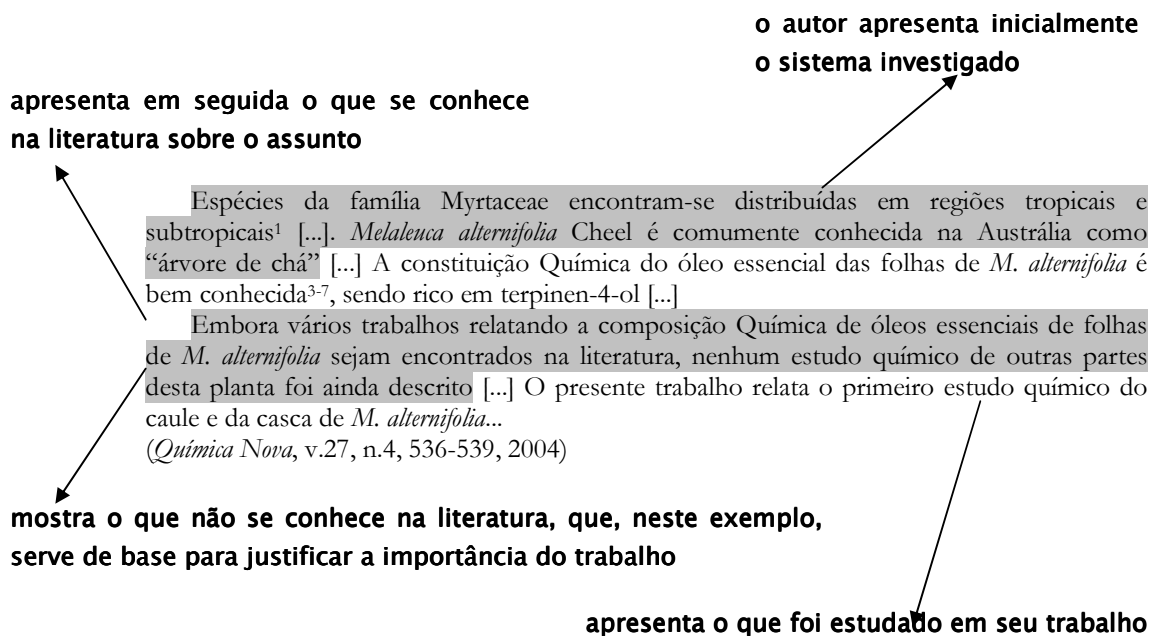 o autor apresenta inicialmente
o sistema investigado
apresenta em seguida o que se conhece
na literatura sobre o assunto
Espécies da família Myrtaceae encontram-se distribuídas em regiões tropicais e
subtropicais¹ [...]. Melaleuca alternifolia Cheel é comumente conhecida na Austrália como
“árvore de chá” [...] A constituição Química do óleo essencial das folhas de M. alternifolia é
bem conhecida³⁻⁷, sendo rico em terpinen-4-ol [...]
Embora vários trabalhos relatando a composição Química de óleos essenciais de folhas
de M. alternifolia sejam encontrados na literatura, nenhum estudo químico de outras partes
desta planta foi ainda descrito [...] O presente trabalho relata o primeiro estudo químico do
caule e da casca de M. alternifolia...
(Química Nova, v.27, n.4, 536-539, 2004)
mostra o que não se conhece na literatura, que, neste exemplo,
serve de base para justificar a importância do trabalho
apresenta o que foi estudado em seu trabalho